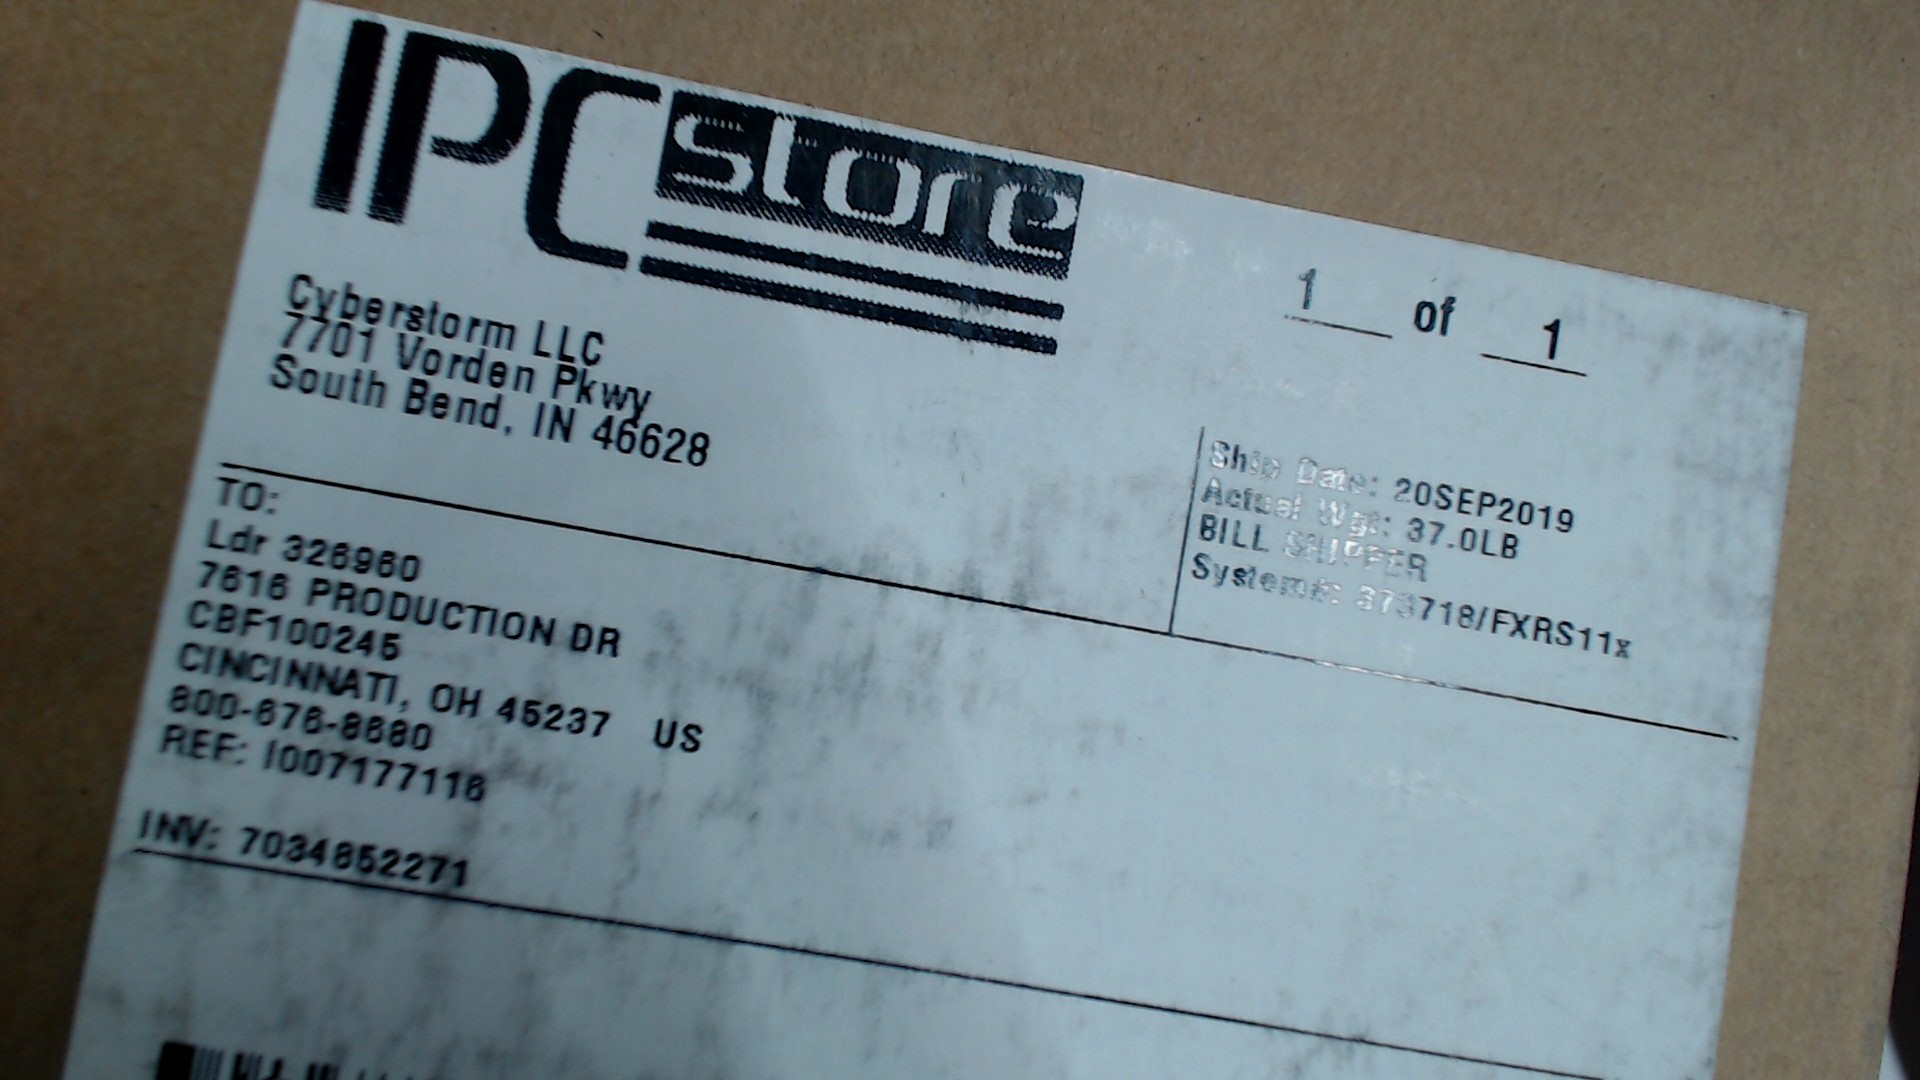 IPC store
1 of 1
Cyberstorm LLC
7701 Vorden Pkwy
South Bend, IN 46628
Ship Date: 20SEP2019
Actual Wgt: 37.0LB
BILL SHIPPER
System#: 373718/FXRS11x
TO:
Ldr 326960
7616 PRODUCTION DR
CBF100245
CINCINNATI, OH 45237 US
800-676-8680
REF: I007177116
INV: 7034852271